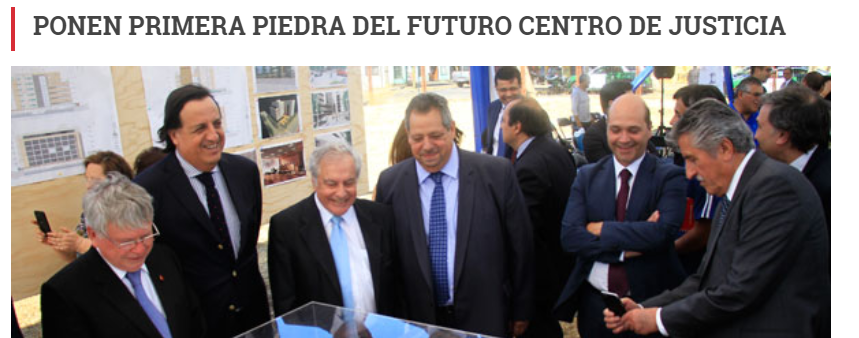 PONEN PRIMERA PIEDRA DEL FUTURO CENTRO DE JUSTICIA